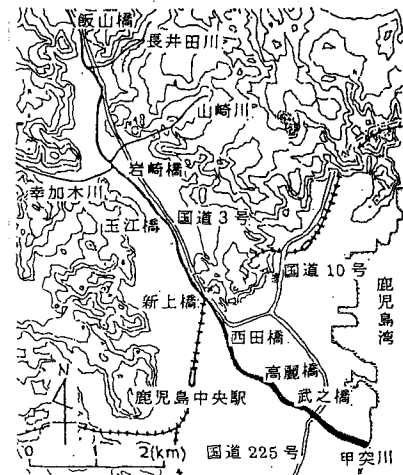 飯山橋
長井田川
山崎川
岩崎橋
幸加木川
玉江橋
国道3号
国道10号
鹿児島湾
新上橋
西田橋
高麗橋
鹿児島中央駅
武之橋
N
0 2(km)
国道225号
甲突川